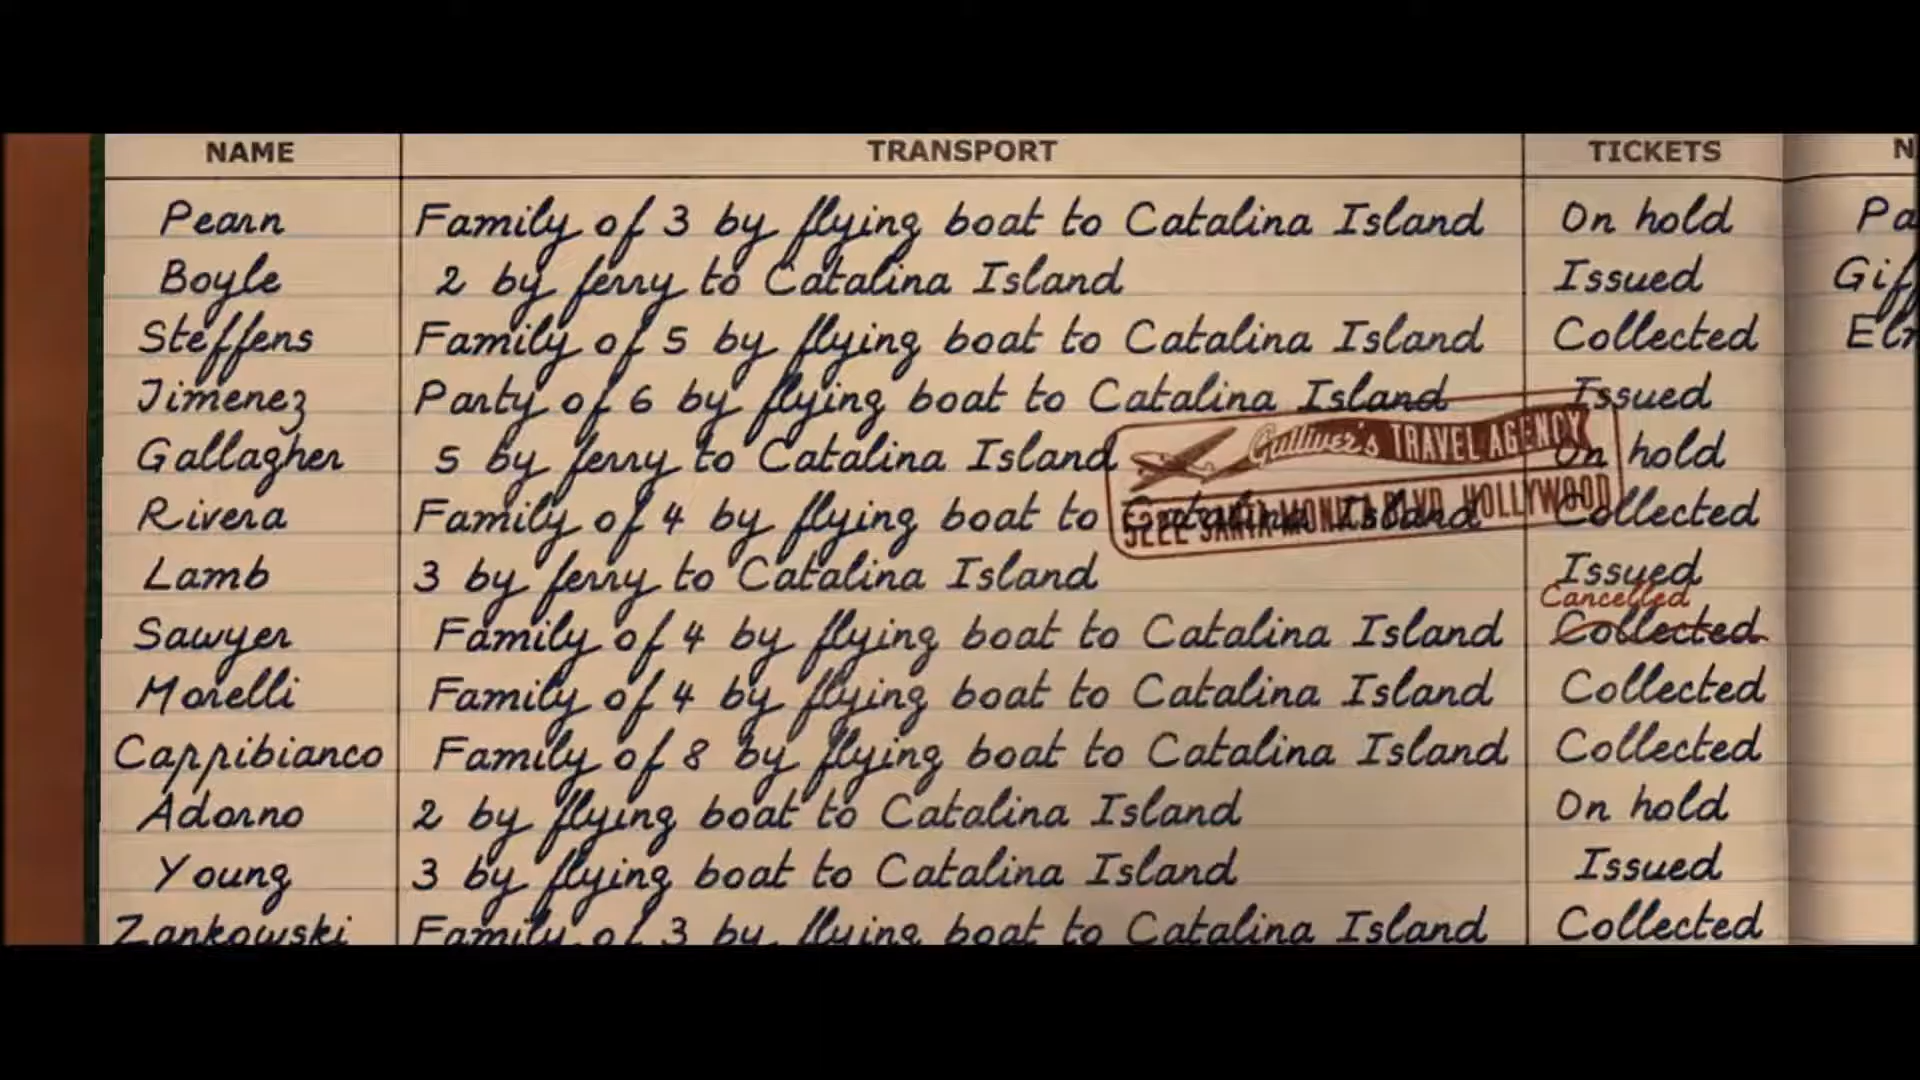 NAME TRANSPORT TICKETS N
Pearn Family of 3 by flying boat to Catalina Island On hold Pa
Boyle 2 by ferry to Catalina Island Issued Gif
Steffens Family of 5 by flying boat to Catalina Island Collected El
Jimenez Party of 6 by flying boat to Catalina Island Issued
Gulliver's TRAVEL AGENCY
Gallagher 5 by ferry to Catalina Island On hold
5222 SANTA MONICA BLVD. HOLLYWOOD
Rivera Family of 4 by flying boat to Catalina Island Collected
Lamb 3 by ferry to Catalina Island Issued
Cancelled
Sawyer Family of 4 by flying boat to Catalina Island Collected
Morelli Family of 4 by flying boat to Catalina Island Collected
Cappibianco Family of 8 by flying boat to Catalina Island Collected
Adorno 2 by flying boat to Catalina Island On hold
Young 3 by flying boat to Catalina Island Issued
Zankowski Family of 3 by flying boat to Catalina Island Collected